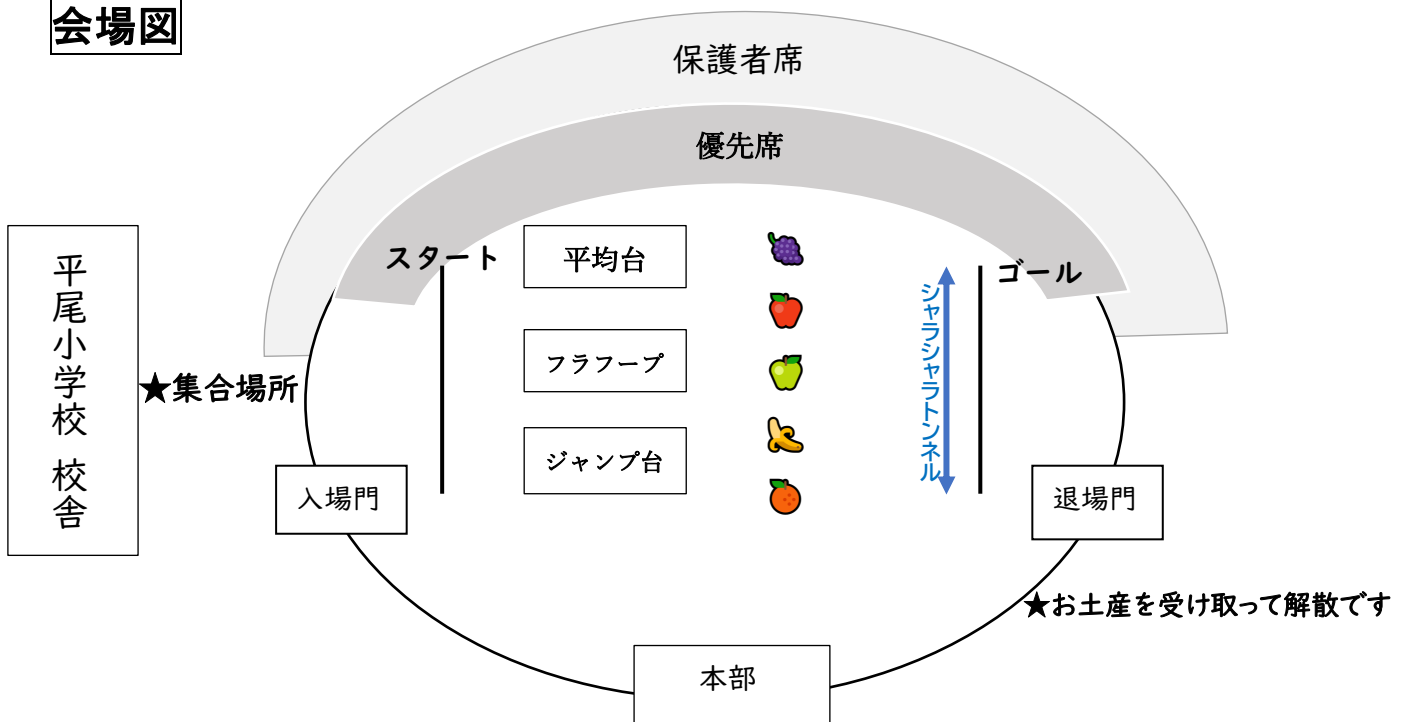 会場図
保護者席
優先席
スタート
平均台
ゴール
シャラシャラトンネル
平尾小学校 校舎
フラフープ
★集合場所
ジャンプ台
入場門
退場門
★お土産を受け取って解散です
本部